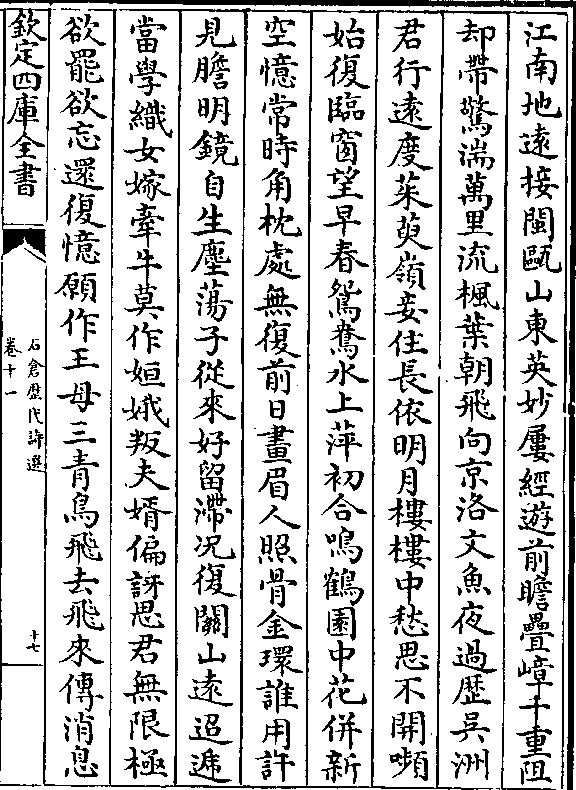 江南地遠接閩甌山東英妙屢經遊前瞻疊嶂千重阻
却帶驚湍萬里流楓葉朝飛向京洛文魚夜過歴吳洲
君行逺度茱萸嶺妾住長依明月樓樓中愁思不開嚬
始復臨窗望早春鴛鴦水上萍初合鳴鶴園中花併新
空憶常時角枕處無復前日畫眉人照骨金環誰用許
見膽明鏡自生塵蕩子從來好留滯况復關山遠迢遞
當學織女嫁牽牛莫作姮娥叛夫婿偏訝思君無限極
欲罷欲忘還復憶願作王母三青鳥飛去飛來傳消息
欽定四庫全書
石倉歴代詩選
卷十一
十七